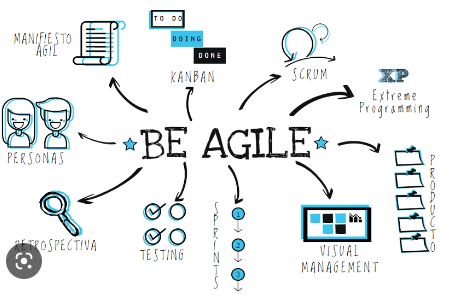 TO DO
DOING
DONE
KANBAN
MANIFIESTO
AGIL
SCRUM
XP
Extreme
Programming
PERSONAS
BE AGILE
RETROSPECTIVA
TESTING
SPRINTS
1
2
3
VISUAL
MANAGEMENT
PRODUCTO